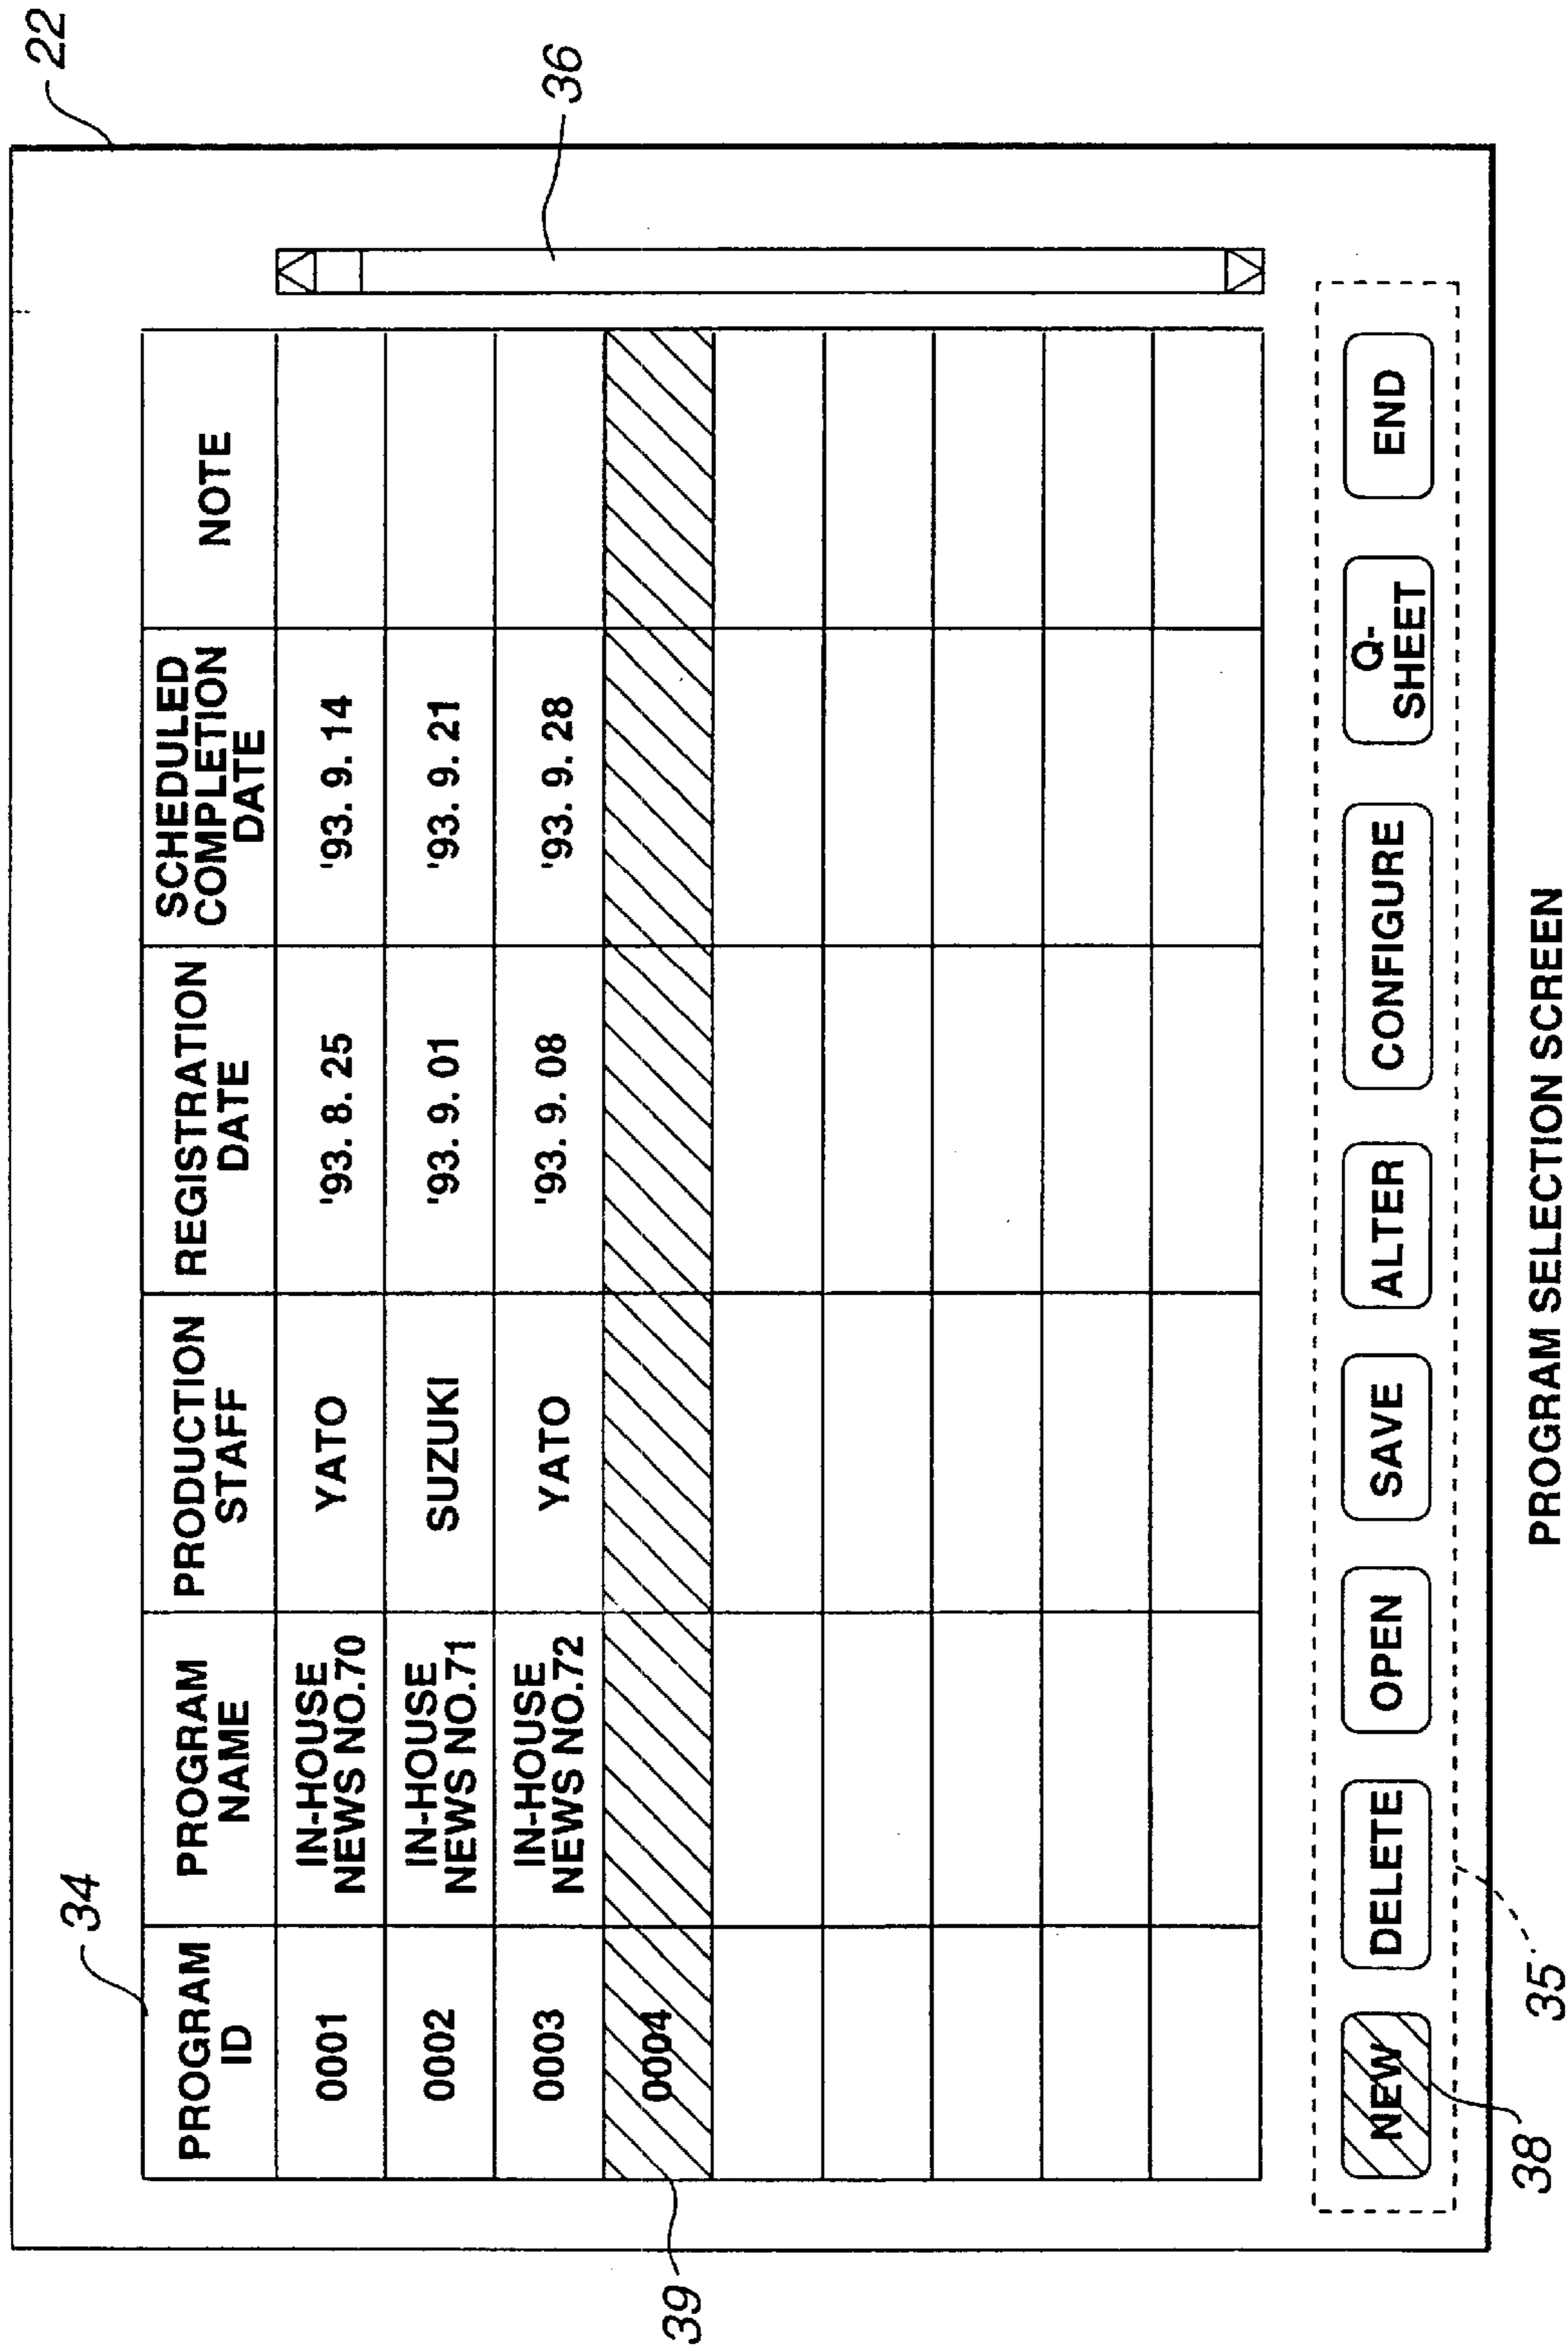 22
36
34
PROGRAM
ID
PROGRAM
NAME
PRODUCTION
STAFF
REGISTRATION
DATE
SCHEDULED
COMPLETION
DATE
NOTE
0001
IN-HOUSE
NEWS NO.70
YATO
'93. 8. 25
'93. 9. 14
0002
IN-HOUSE
NEWS NO.71
SUZUKI
'93. 9. 01
'93. 9. 21
0003
IN-HOUSE
NEWS NO.72
YATO
'93. 9. 08
'93. 9. 28
39
0004
NEW
DELETE
OPEN
SAVE
ALTER
CONFIGURE
Q-
SHEET
END
38
35
PROGRAM SELECTION SCREEN